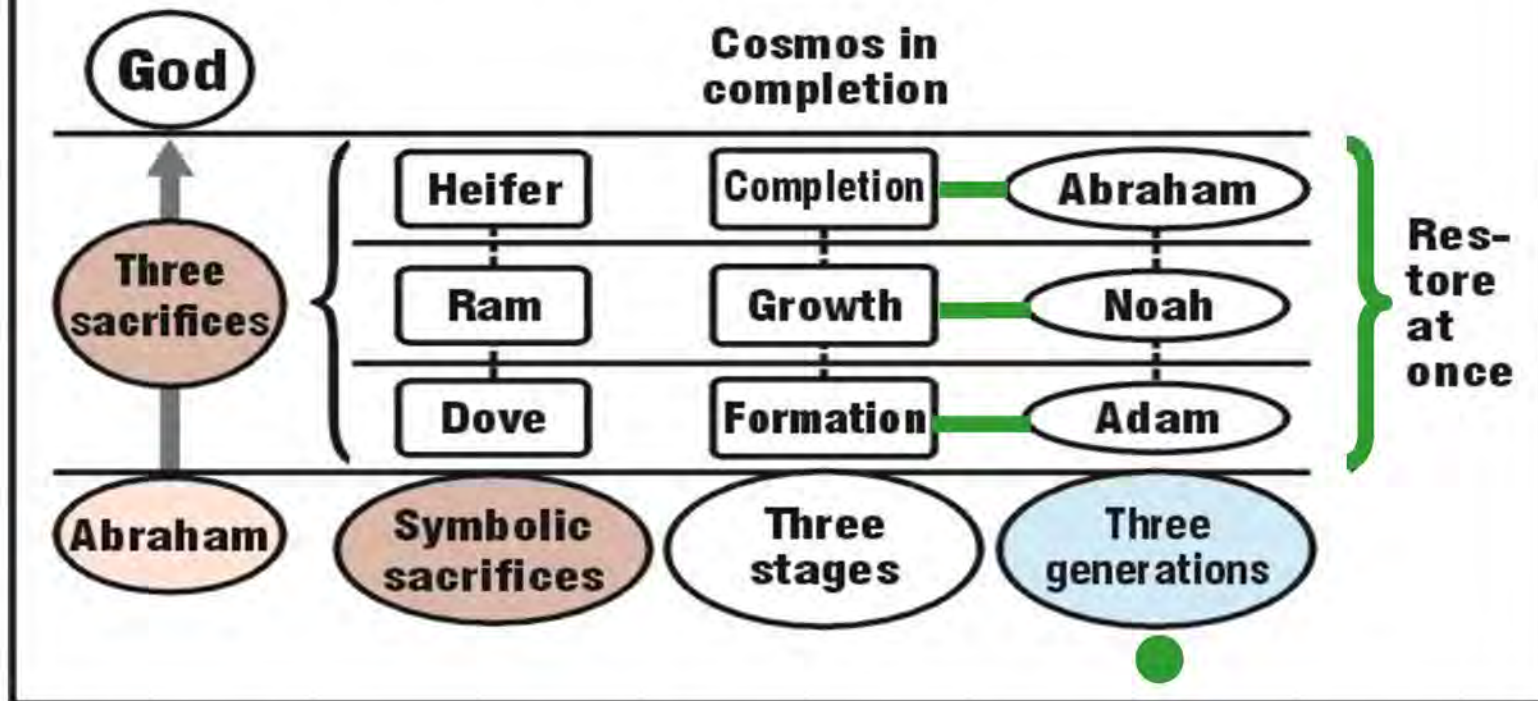 God
Cosmos in
completion
Heifer
Completion
Abraham
Three
sacrifices
Ram
Growth
Noah
Dove
Formation
Adam
Res-
tore
at
once
Abraham
Symbolic
sacrifices
Three
stages
Three
generations